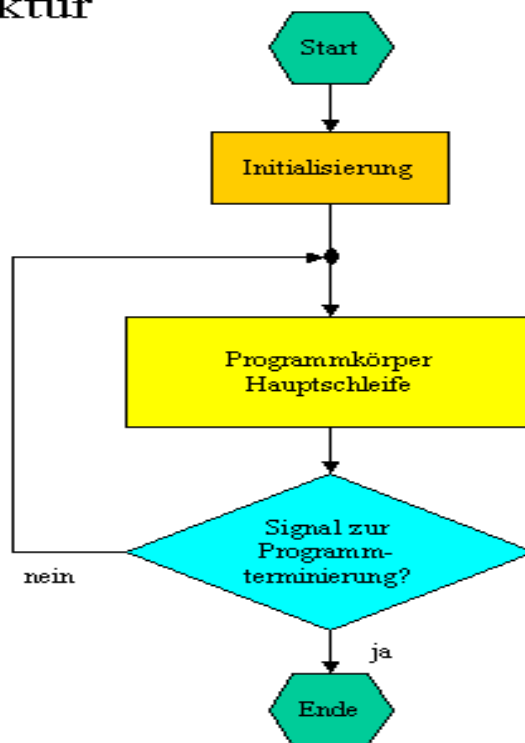 Start
Initialisierung
Programmkörper
Hauptschleife
Signal zur
Programm-
terminierung?
nein
ja
Ende